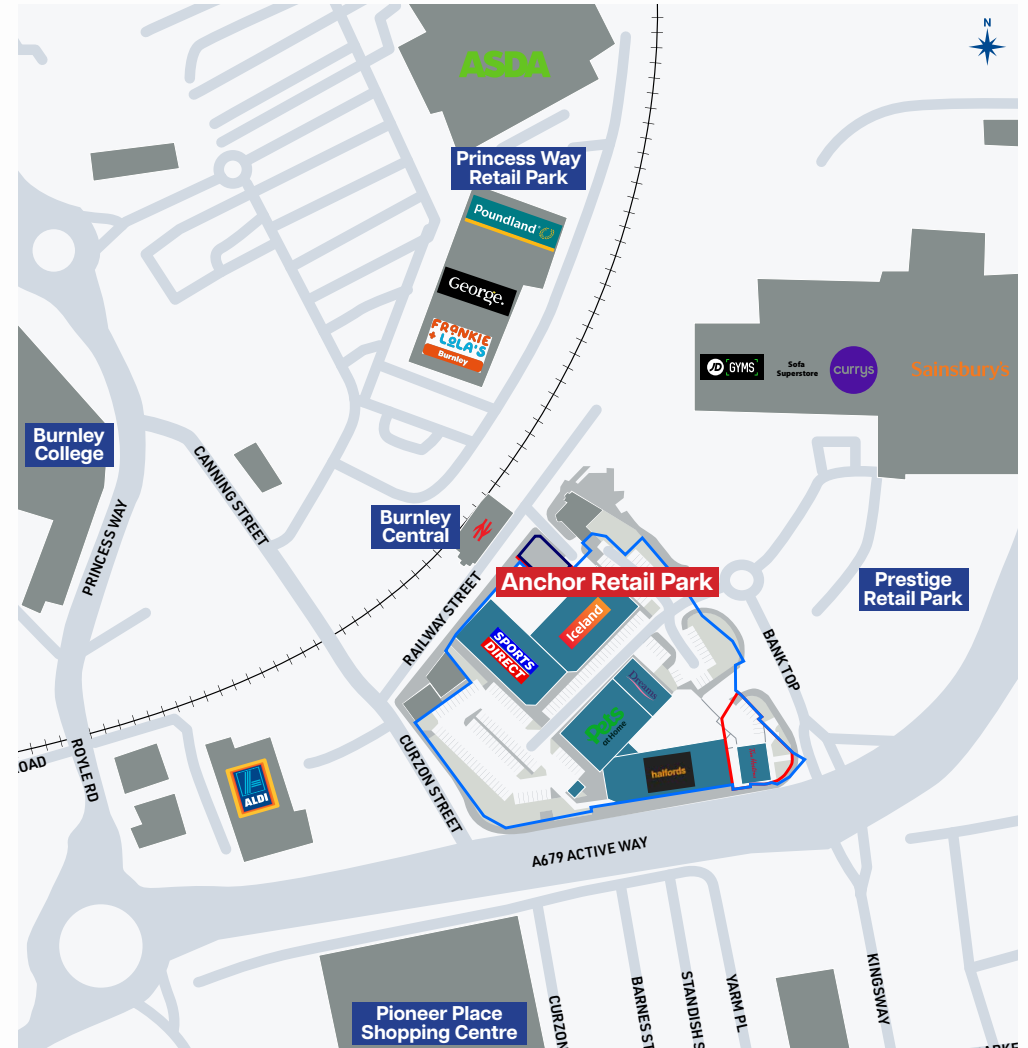 N
ASDA
Princess Way
Retail Park
Poundland
George.
FRANKIE
+ LOLA'S
Burnley
JD GYMS
Sofa
Superstore
currys
Sainsbury's
Burnley
College
CANNING STREET
PRINCESS WAY
Burnley
Central
Anchor Retail Park
Prestige
Retail Park
RAILWAY STREET
Iceland
SPORTS
DIRECT
BANK TOP
Dreams
Pets
at Home
halfords
OAD
ROYLE RD
CURZON STREET
ALDI
A679 ACTIVE WAY
Pioneer Place
Shopping Centre
CURZON
BARNES ST
STANDISH S
YARM PL
KINGSWAY